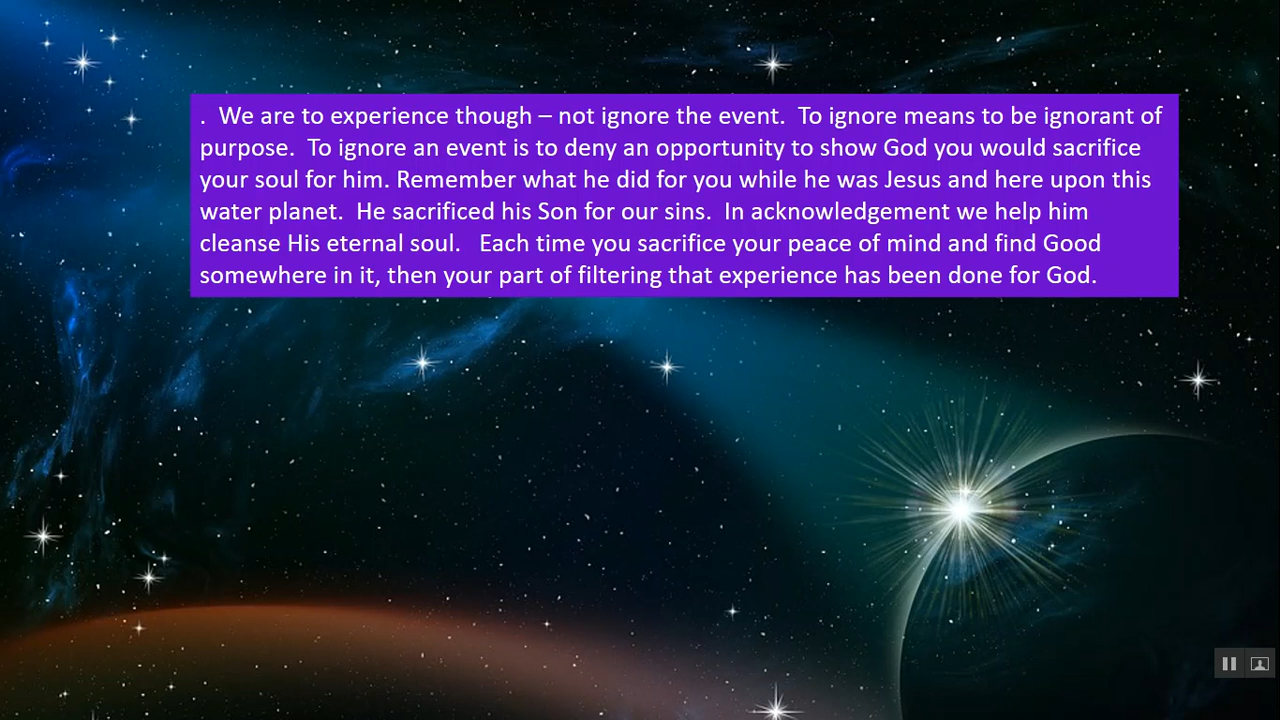 .  We are to experience though – not ignore the event.  To ignore means to be ignorant of
purpose.  To ignore an event is to deny an opportunity to show God you would sacrifice
your soul for him. Remember what he did for you while he was Jesus and here upon this
water planet.  He sacrificed his Son for our sins.  In acknowledgement we help him
cleanse His eternal soul.   Each time you sacrifice your peace of mind and find Good
somewhere in it, then your part of filtering that experience has been done for God.